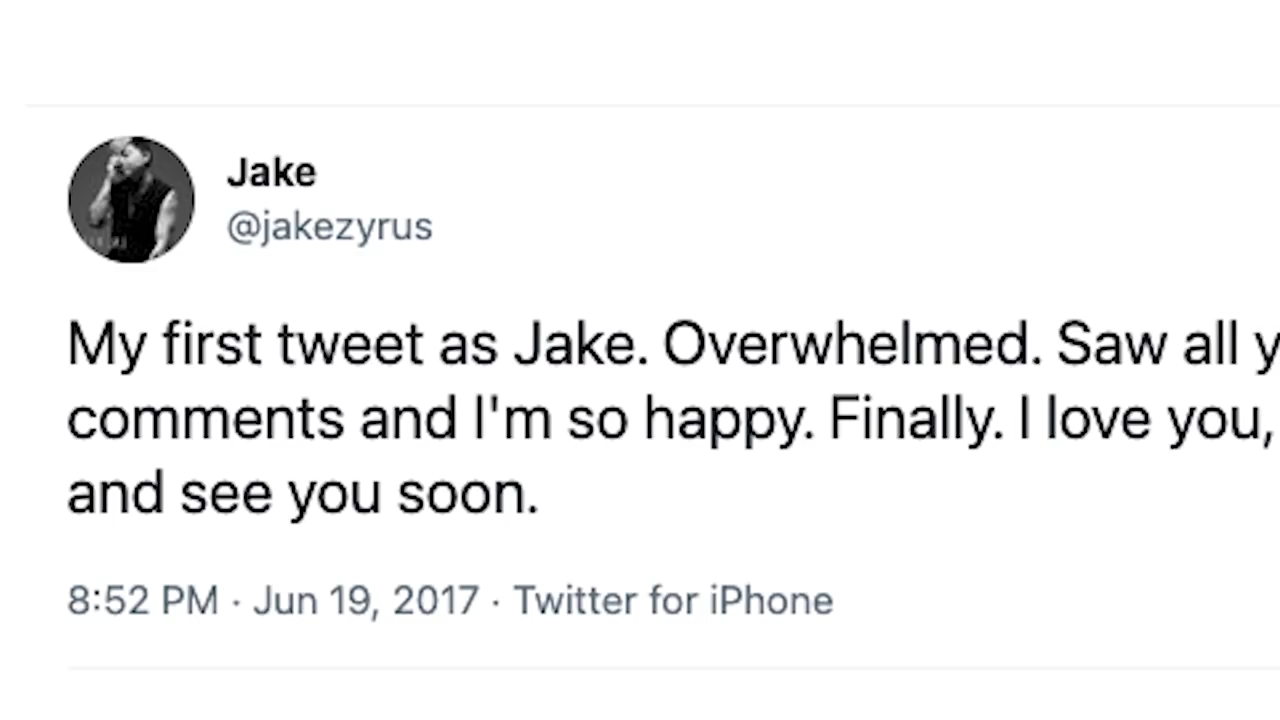 Jake
@jakezyrus
My first tweet as Jake. Overwhelmed. Saw all y
comments and I'm so happy. Finally. I love you,
and see you soon.
8:52 PM · Jun 19, 2017 · Twitter for iPhone